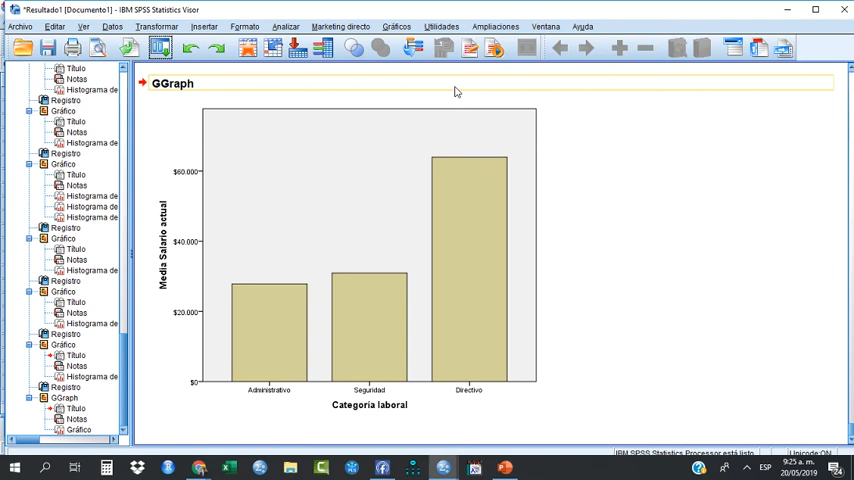 *Resultado1 [Documento1] - IBM SPSS Statistics Visor
Archivo Editar Ver Datos Transformar Insertar Formato Analizar Marketing directo Gráficos Utilidades Ampliaciones Ventana Ayuda
Título
Notas
Histograma de
Registro
Gráfico
Título
Notas
Histograma de
Registro
Gráfico
Título
Notas
Histograma de
Histograma de
Histograma de
Registro
Gráfico
Título
Notas
Histograma de
Registro
Gráfico
Título
Notas
Histograma de
Registro
Gráfico
Título
Notas
Histograma de
Registro
GGraph
Título
Notas
Gráfico
GGraph
Media Salario actual
$60.000
$40.000
$20.000
$0
Administrativo Seguridad Directivo
Categoría laboral
IBM SPSS Statistics Processor está listo Unicode:ON
ESP
9:25 a. m.
20/05/2019
24